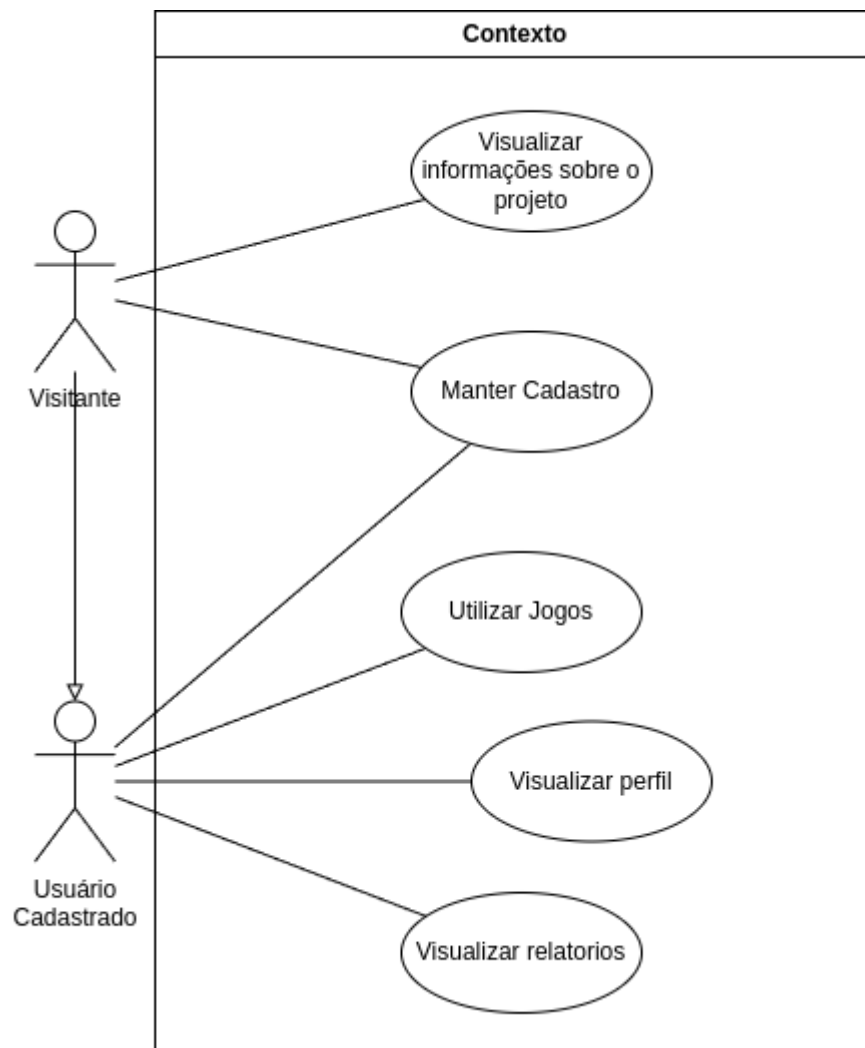 Contexto
Visualizar
informações sobre o
projeto
Visitante
Manter Cadastro
Utilizar Jogos
Visualizar perfil
Usuário
Cadastrado
Visualizar relatorios